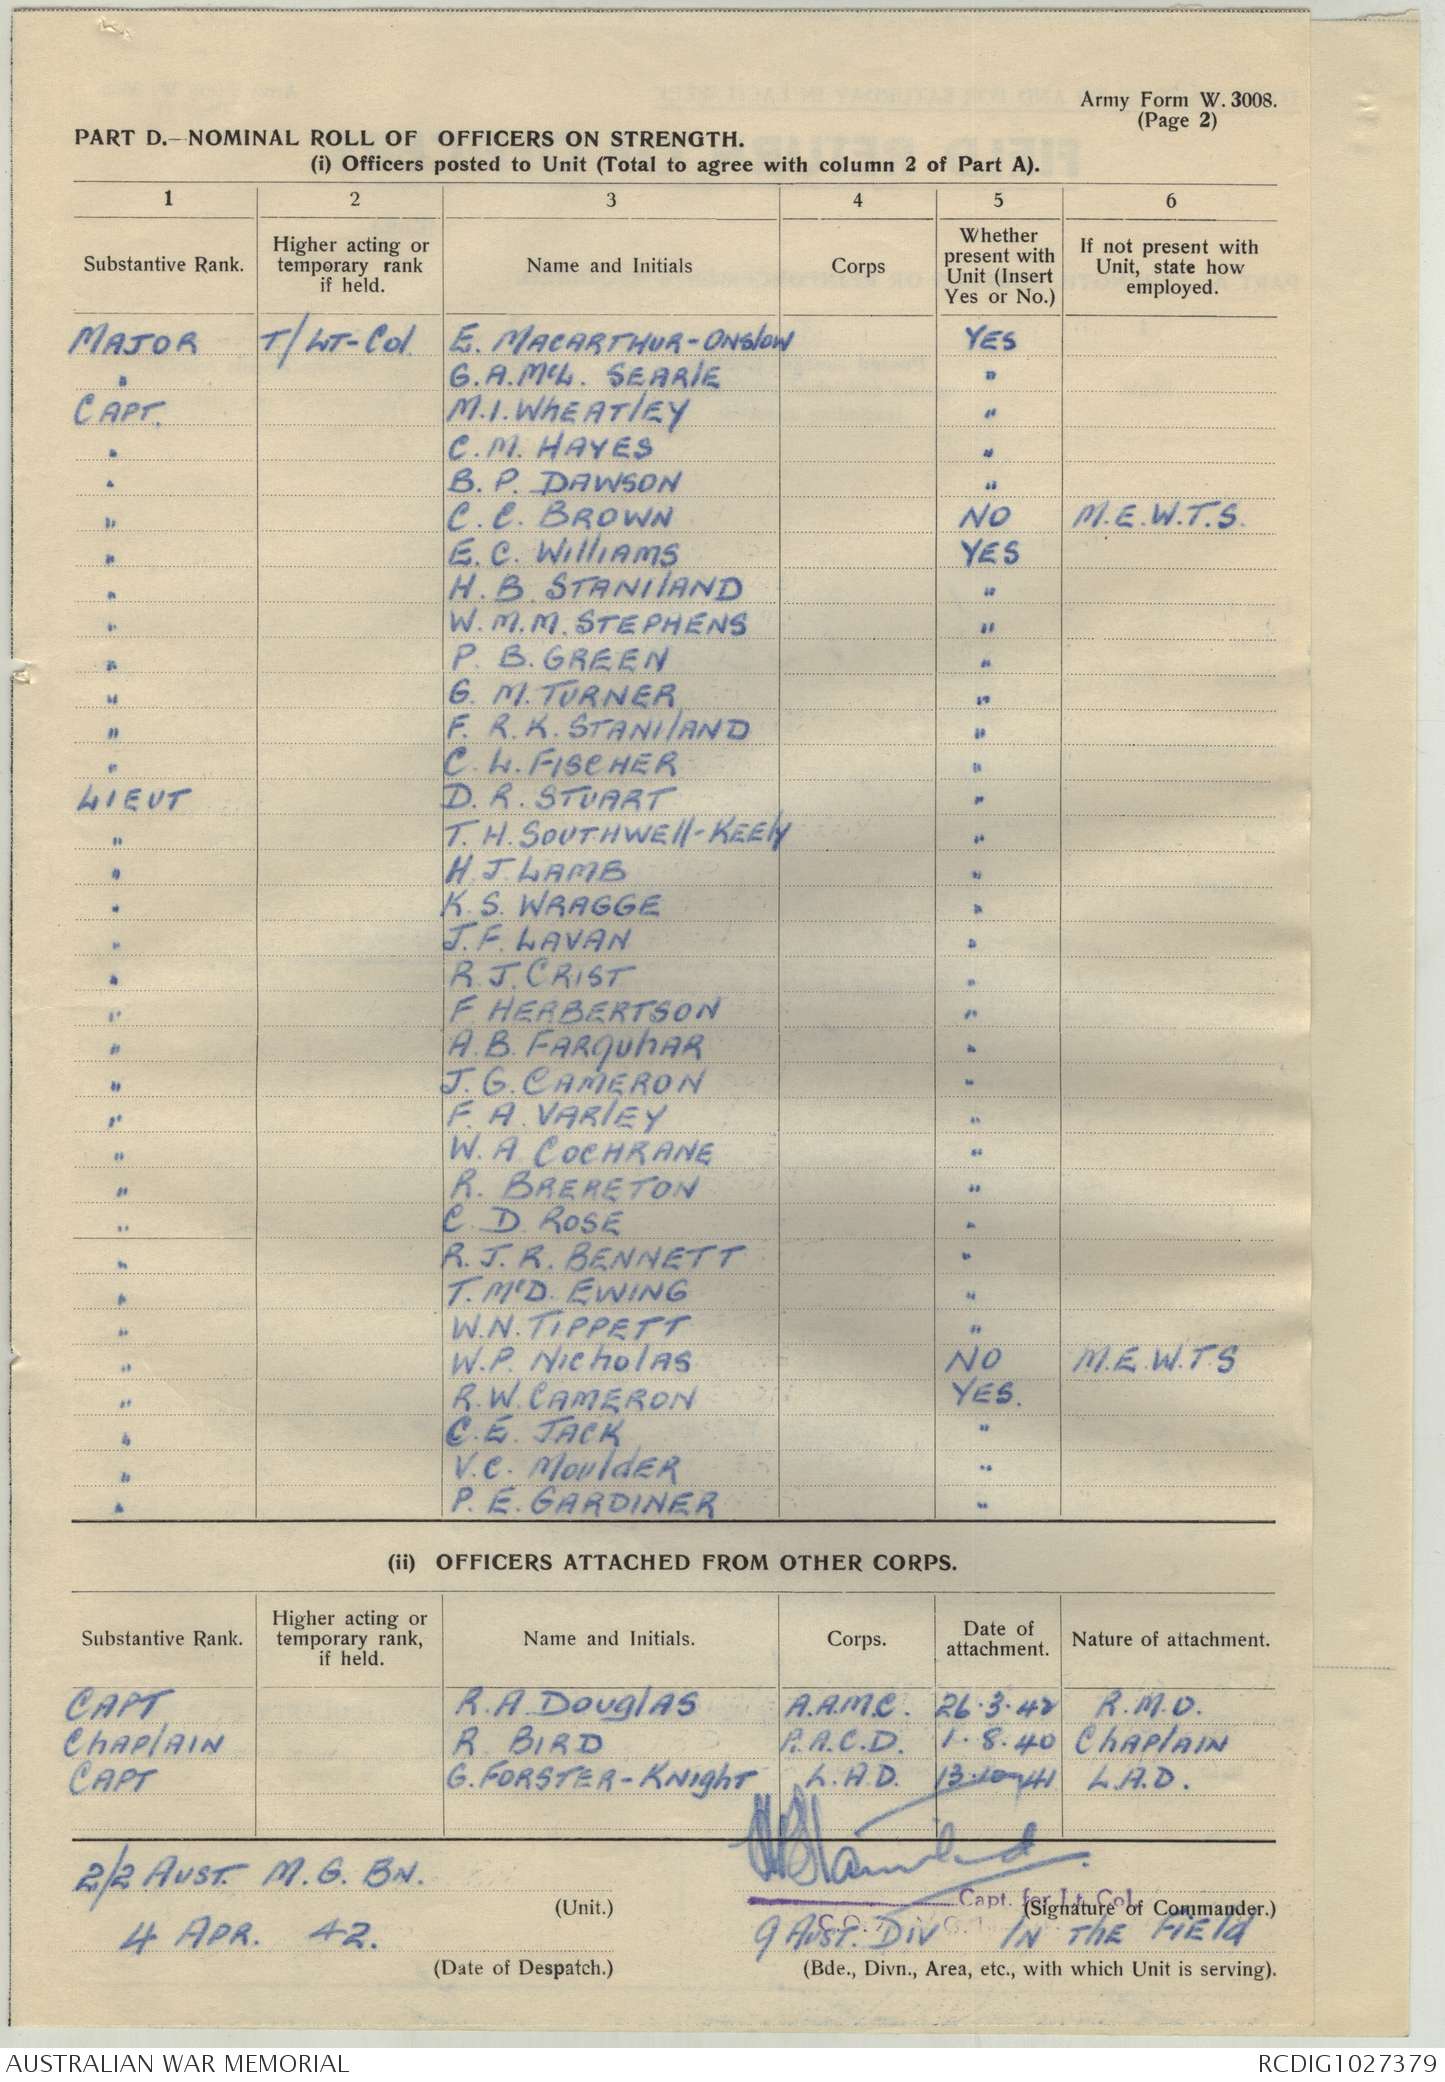 Army Form W. 3008.
(Page 2)
PART D.—NOMINAL ROLL OF OFFICERS ON STRENGTH.
(i) Officers posted to Unit (Total to agree with column 2 of Part A).
1 2 3 4 5 6
Substantive Rank. Higher acting or temporary rank if held. Name and Initials Corps Whether present with Unit (Insert Yes or No.) If not present with Unit, state how employed.
MAJOR T/ Lt-Col. E. MACARTHUR-ONSLOW YES
" G. A. McL. SEARLE "
CAPT. M. I. WHEATLEY "
" C. M. HAYES "
" B. P. DAWSON "
" C. C. BROWN NO M.E.W.T.S.
" E. C. WILLIAMS YES
" H. B. STANILAND "
" W. M. M. STEPHENS "
" P. B. GREEN "
" G. M. TURNER "
" F. R. K. STANILAND "
" C. L. FISCHER "
LIEUT D. R. STUART "
" T. H. SOUTHWELL-KEELY "
" H. J. LAMB "
" K. S. WRAGGE "
" J. F. LAVAN "
" R. J. CRIST "
" F HERBERTSON "
" A. B. FARQUHAR "
" J. G. CAMERON "
" F. A. VARLEY "
" W. A COCHRANE "
" R. BRERETON "
" C. D. ROSE "
" R. J. R. BENNETT "
" T. McD. EWING "
" W. N. TIPPETT "
" W. P. NICHOLAS NO M.E.W.T.S
" R. W. CAMERON YES.
" C. E. JACK "
" V. C. MOULDER "
" P. E. GARDINER "
(ii) OFFICERS ATTACHED FROM OTHER CORPS.
Substantive Rank. Higher acting or temporary rank, if held. Name and Initials. Corps. Date of attachment. Nature of attachment.
CAPT R. A. DOUGLAS A.A.M.C. 26.3.42 R.M.O.
CHAPLAIN R BIRD 1.8.40 CHAPLAIN
CAPT G. FORSTER-KNIGHT L.A.D. 13.10.41 L.A.D.
2/2 AUST. M. G. BN.
(Unit.)
Capt. for Lt. Col.
(Signature of Commander.)
4 APR. 42.
9 AUST. DIV IN THE FIELD
(Date of Despatch.)
(Bde., Divn., Area, etc., with which Unit is serving).
AUSTRALIAN WAR MEMORIAL
RCDIG1027379